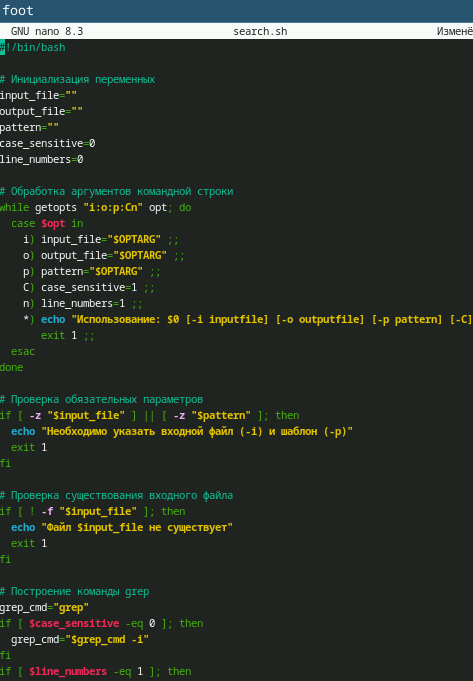 foot
GNU nano 8.3 search.sh Изменё
#!/bin/bash
# Инициализация переменных
input_file=""
output_file=""
pattern=""
case_sensitive=0
line_numbers=0
# Обработка аргументов командной строки
while getopts "i:o:p:Cn" opt; do
case $opt in
i) input_file="$OPTARG" ;;
o) output_file="$OPTARG" ;;
p) pattern="$OPTARG" ;;
C) case_sensitive=1 ;;
n) line_numbers=1 ;;
*) echo "Использование: $0 [-i inputfile] [-o outputfile] [-p pattern] [-C]
exit 1 ;;
esac
done
# Проверка обязательных параметров
if [ -z "$input_file" ] || [ -z "$pattern" ]; then
echo "Необходимо указать входной файл (-i) и шаблон (-p)"
exit 1
fi
# Проверка существования входного файла
if [ ! -f "$input_file" ]; then
echo "Файл $input_file не существует"
exit 1
fi
# Построение команды grep
grep_cmd="grep"
if [ $case_sensitive -eq 0 ]; then
grep_cmd="$grep_cmd -i"
fi
if [ $line_numbers -eq 1 ]; then